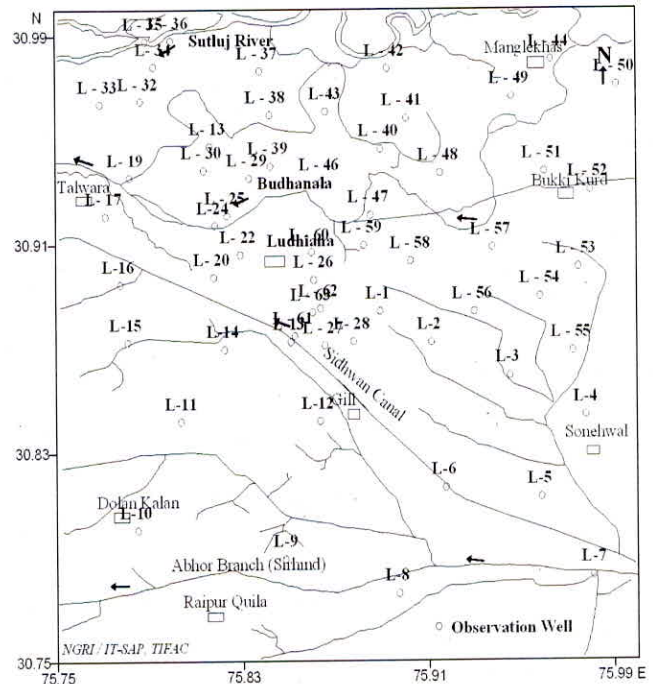 N
30.99
L - 35
- 36
Sutluj River
L - 34
L - 37
L - 42
Manglekhas
L - 44
N
L - 50
L - 33
L - 32
L - 49
L - 38
L - 43
L - 41
L - 13
L - 30
L - 39
L - 29
L - 46
L - 40
L - 48
L - 51
L - 52
L - 19
Talwara
L - 17
L - 25
L - 24
Budhanala
L - 47
Bukki Kurd
30.91
L - 22
L - 60
Ludhiana
L - 59
L - 58
L - 57
L - 53
L - 16
L - 20
L - 26
L - 54
L - 62
L - 63
L-1
L - 56
L-15
L-14
L - 61
L - 27
L - 28
L-2
L-3
L - 55
Sidhwan Canal
L-11
L-12
Gill
L-4
Sonehwal
30.83
L-6
L-5
Dolan Kalan
L-10
L-9
Abhor Branch (Sirhind)
L-8
L-7
Raipur Quila
Observation Well
NGRI / IT-SAP, TIFAC
30.75
75.75
75.83
75.91
75.99 E